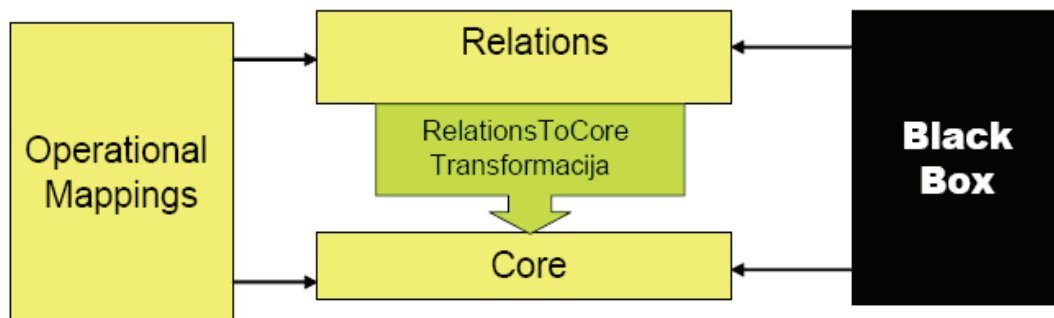 Operational
Mappings
Relations
RelationsToCore
Transformacija
Core
Black
Box